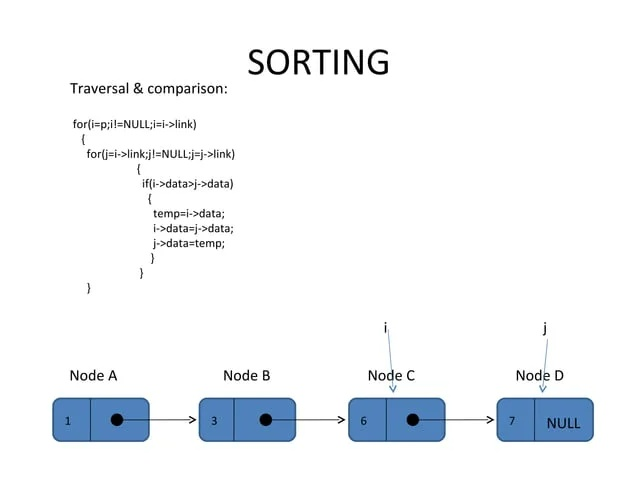 SORTING
Traversal & comparison:
for(i=p;i!=NULL;i=i->link)
{
for(j=i->link;j!=NULL;j=j->link)
{
if(i->data>j->data)
{
temp=i->data;
i->data=j->data;
j->data=temp;
}
}
}
i j
Node A Node B Node C Node D
1 3 6 7 NULL